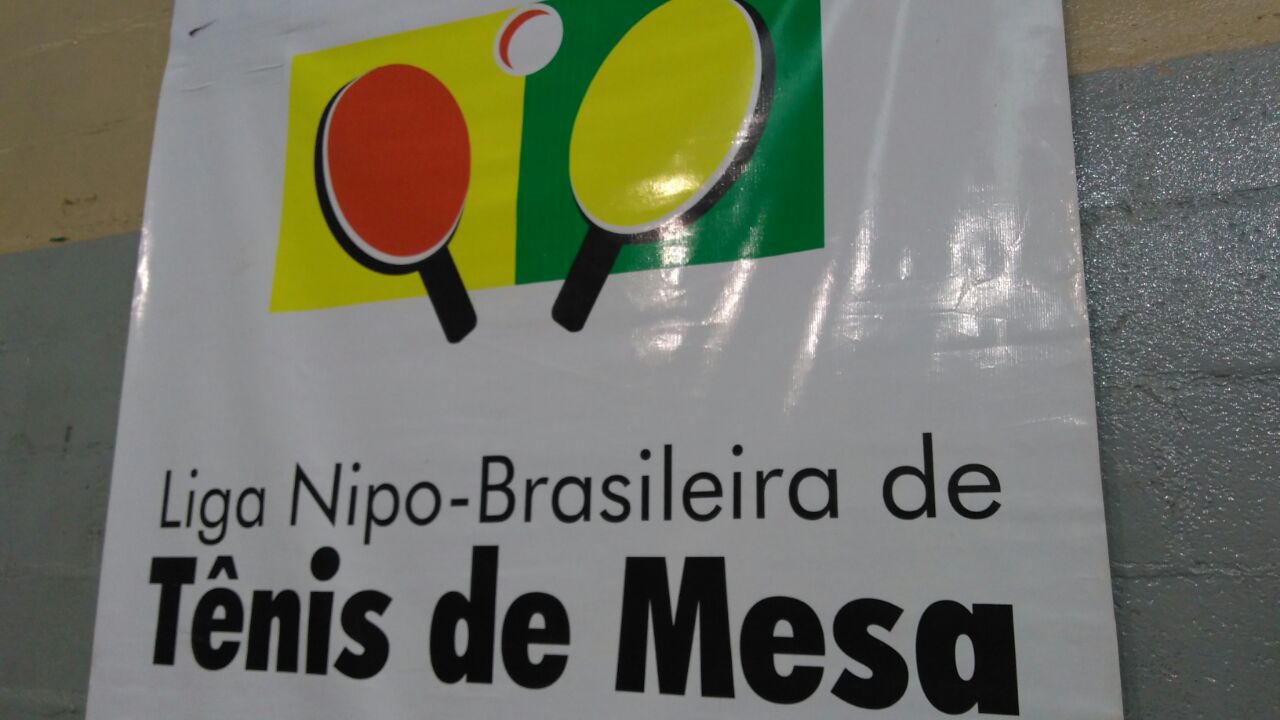 Liga Nipo-Brasileira de
Tênis de Mesa